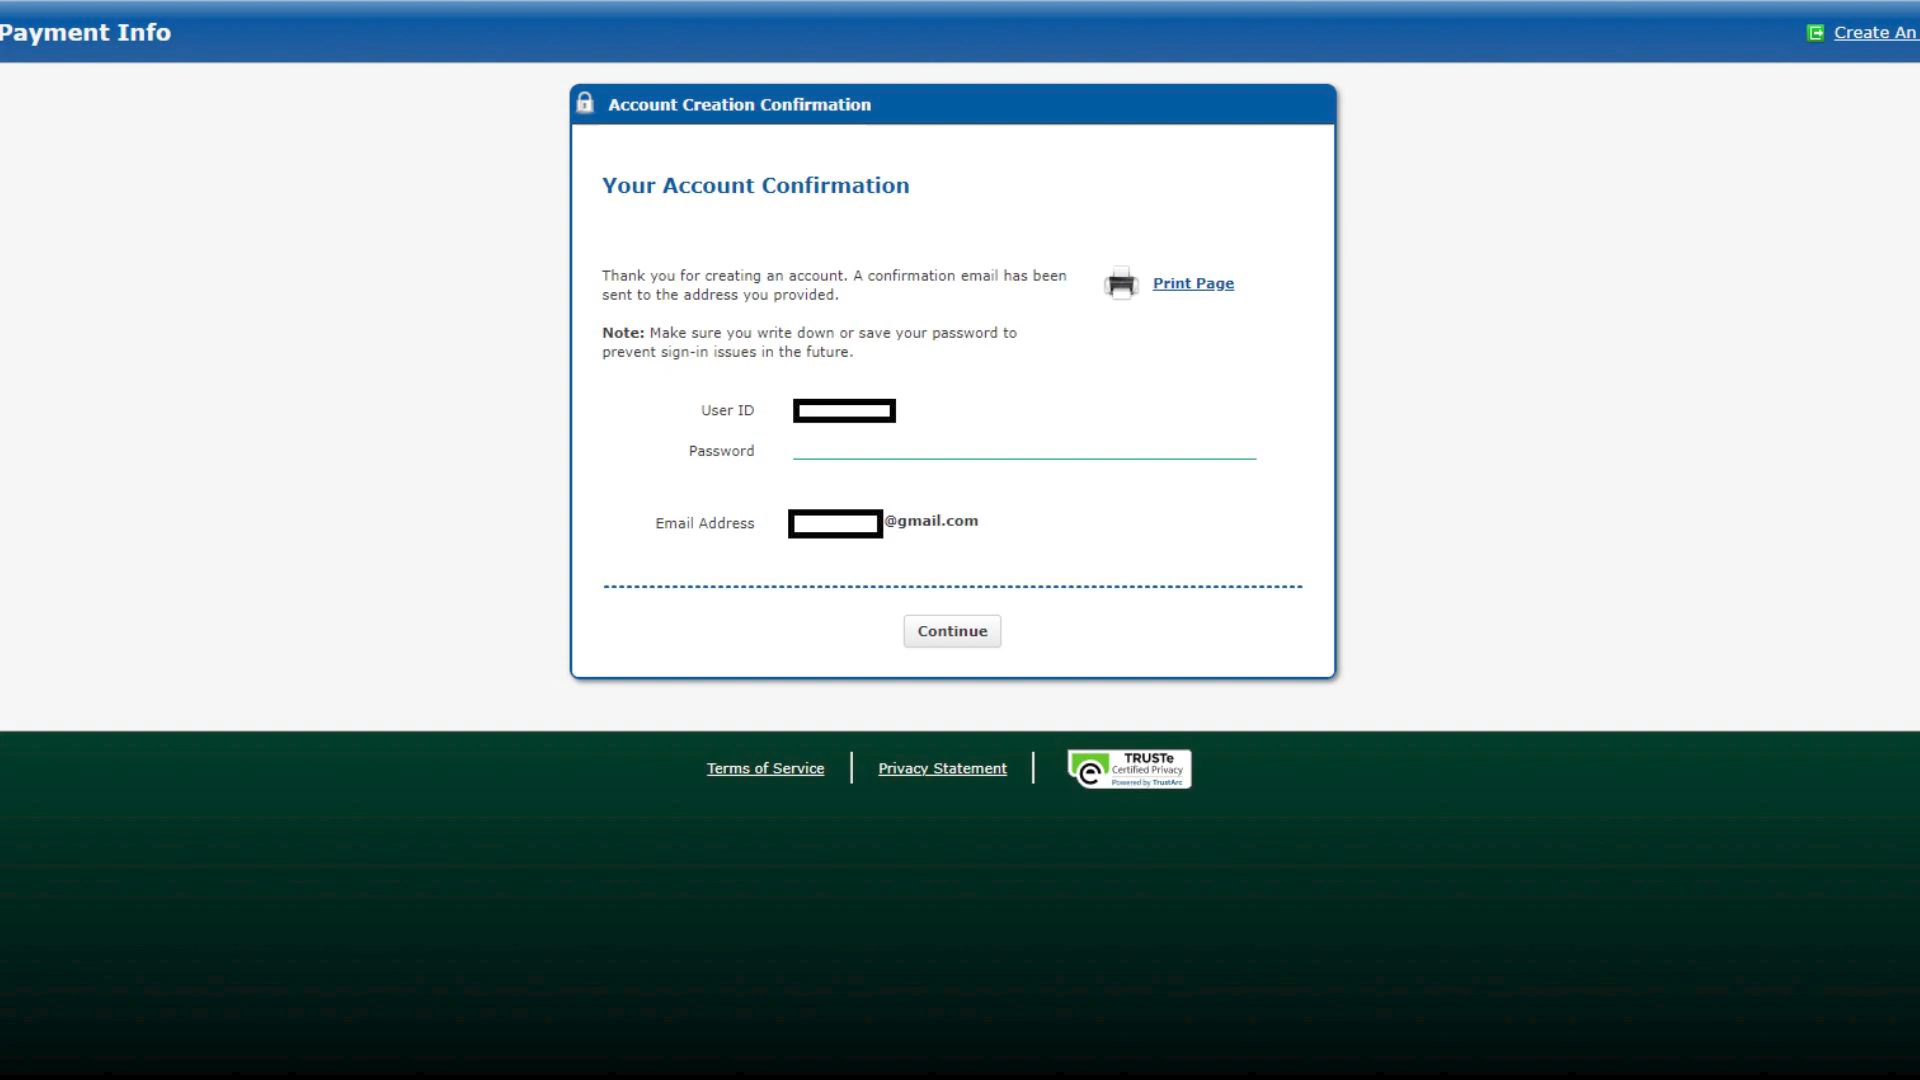 Payment Info
Create An
Account Creation Confirmation
Your Account Confirmation
Thank you for creating an account. A confirmation email has been
sent to the address you provided.
Print Page
Note: Make sure you write down or save your password to
prevent sign-in issues in the future.
User ID
Password
Email Address
@gmail.com
Continue
Terms of Service
Privacy Statement
TRUSTe
Certified Privacy
Powered by TrustArc